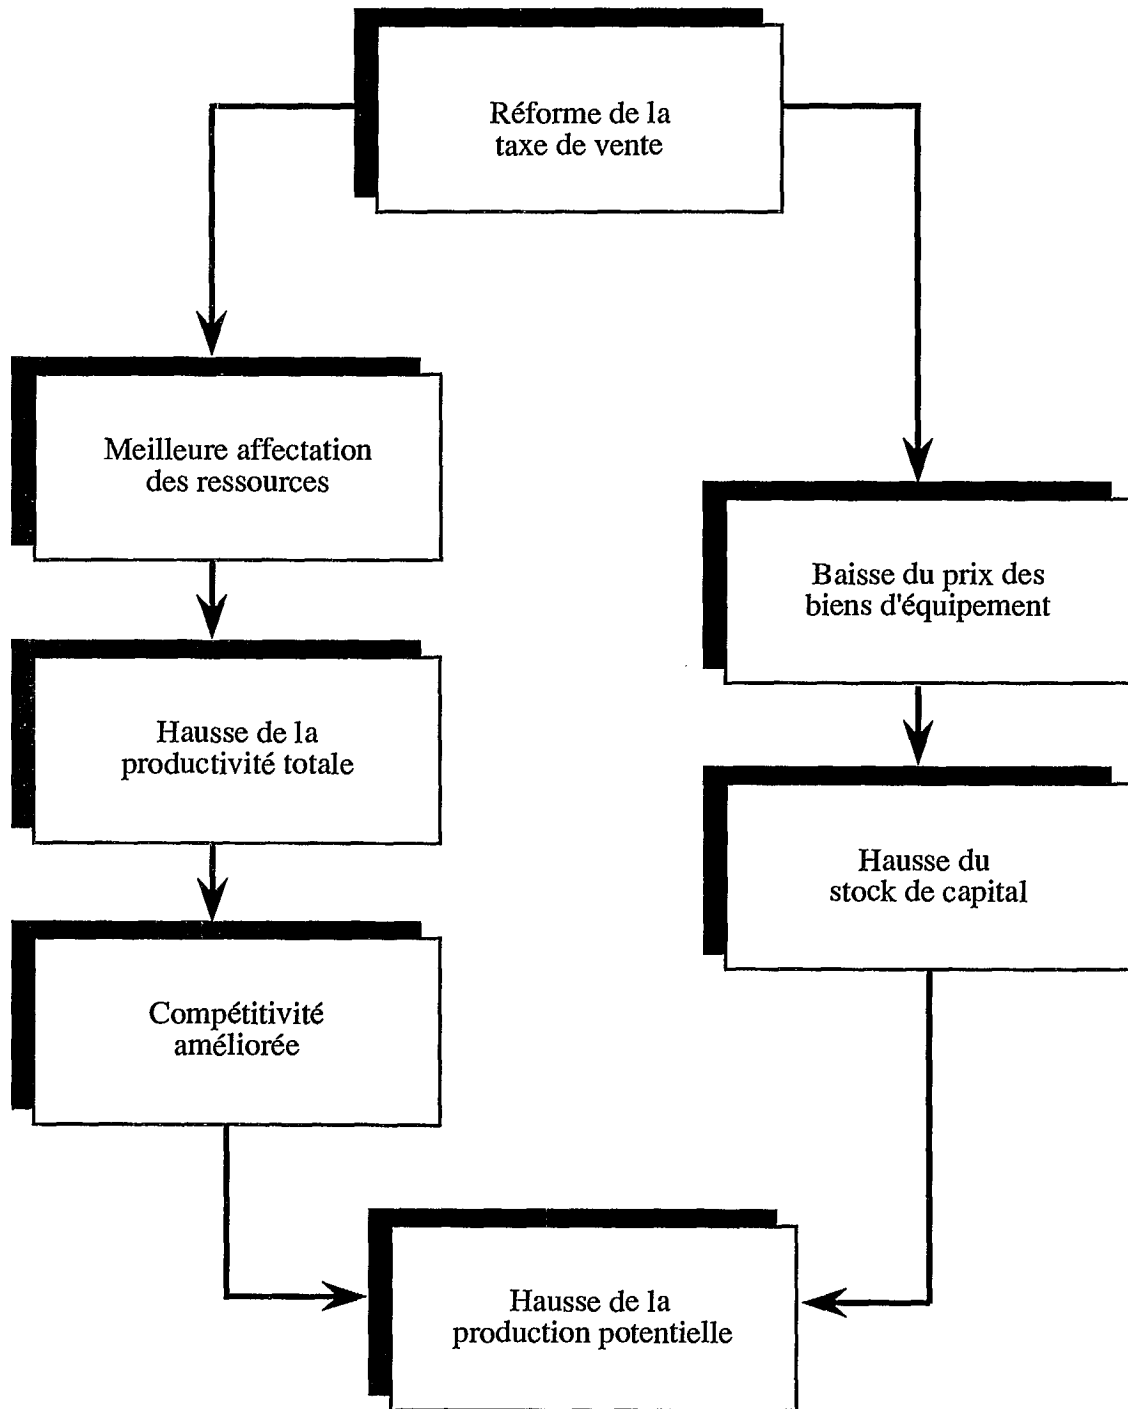 Réforme de la
taxe de vente
Meilleure affectation
des ressources
Baisse du prix des
biens d'équipement
Hausse de la
productivité totale
Hausse du
stock de capital
Compétitivité
améliorée
Hausse de la
production potentielle